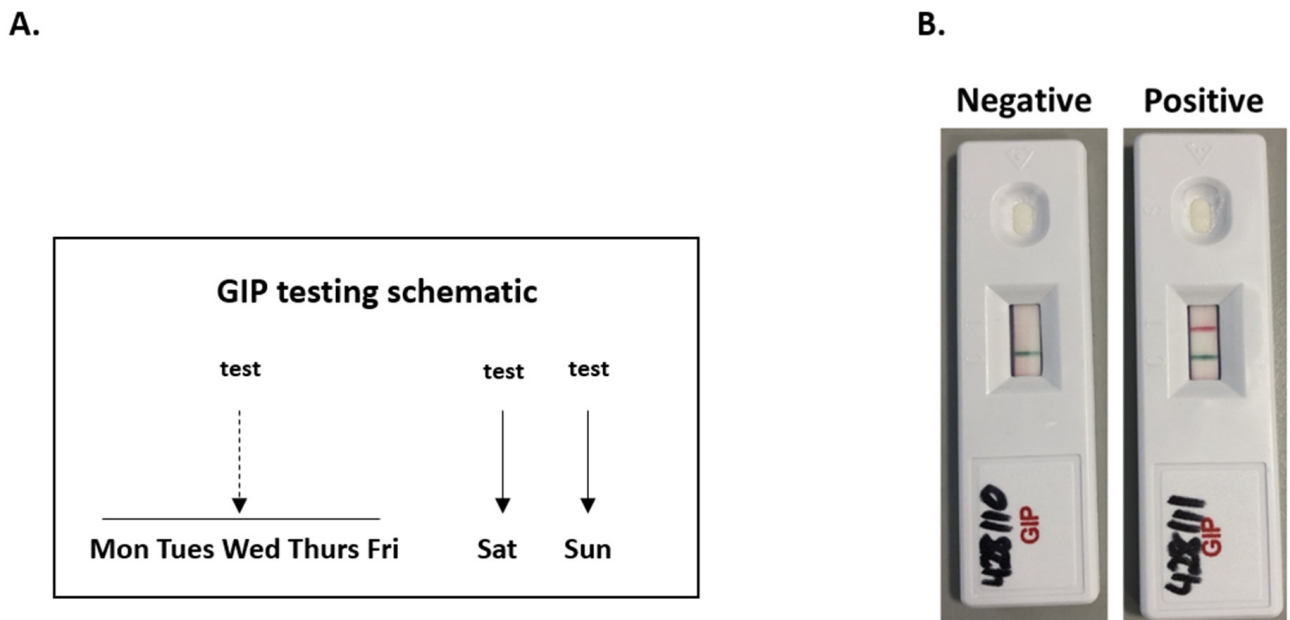 A.
B.
GIP testing schematic
test
test
test
Mon Tues Wed Thurs Fri
Sat
Sun
Negative
Positive
428110
GIP
428111
GIP